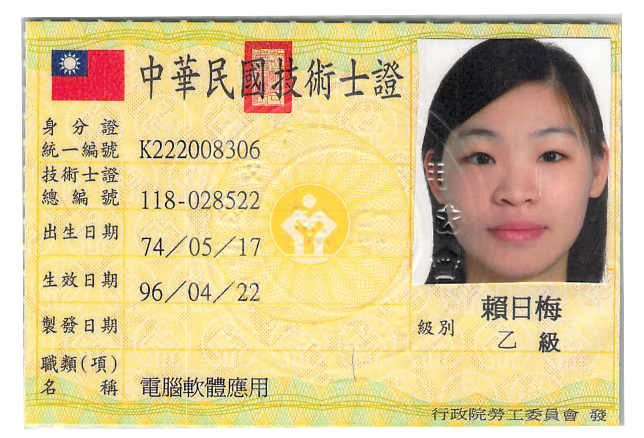 中華民國技術士證
身分證
統一編號 K222008306
技術士證
總編號 118-028522
出生日期 74／05／17
生效日期 96／04／22
製發日期
賴日梅
級別 乙 級
職類(項)
名稱 電腦軟體應用
行政院勞工委員會 發